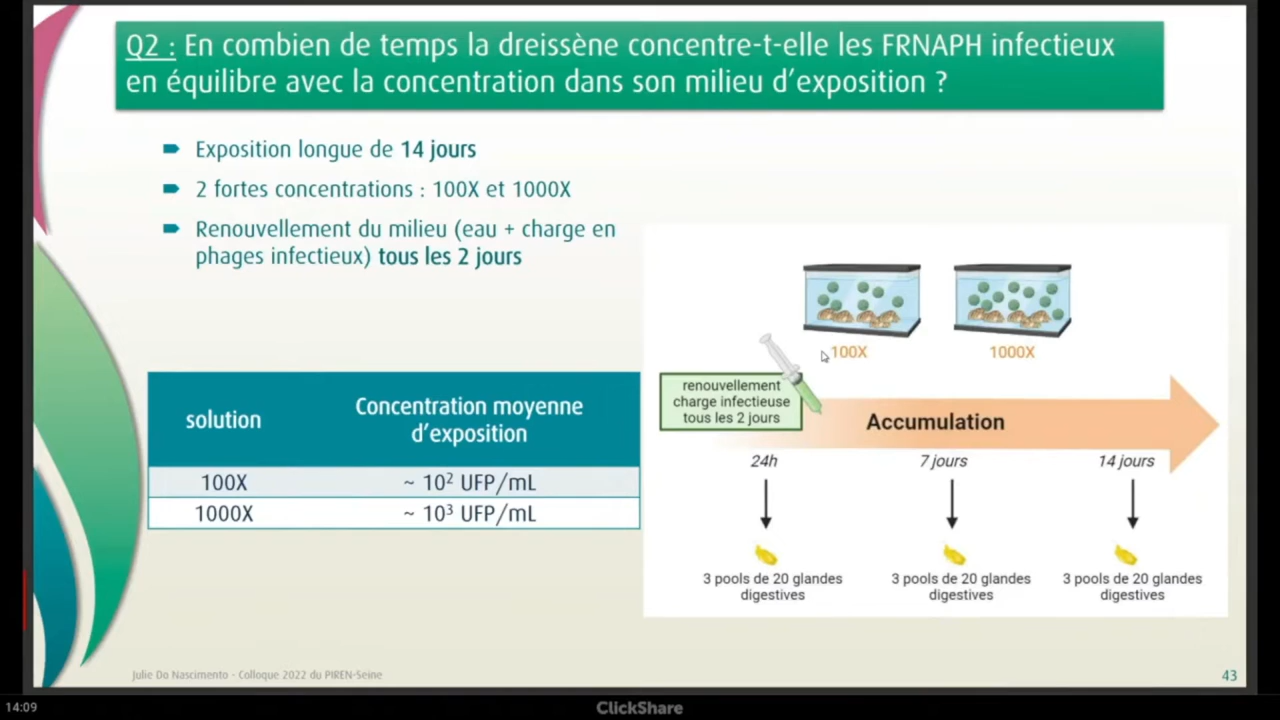 Q2 : En combien de temps la dreissène concentre-t-elle les FRNAPH infectieux
en équilibre avec la concentration dans son milieu d'exposition ?
Exposition longue de 14 jours
2 fortes concentrations : 100X et 1000X
Renouvellement du milieu (eau + charge en
phages infectieux) tous les 2 jours
solution
Concentration moyenne
d'exposition
100X
~ 10² UFP/mL
1000X
~ 10³ UFP/mL
100X
1000X
renouvellement
charge infectieuse
tous les 2 jours
Accumulation
24h
7 jours
14 jours
3 pools de 20 glandes
digestives
3 pools de 20 glandes
digestives
3 pools de 20 glandes
digestives
Julie Do Nascimento - Colloque 2022 du PIREN-Seine
43
14:09
ClickShare